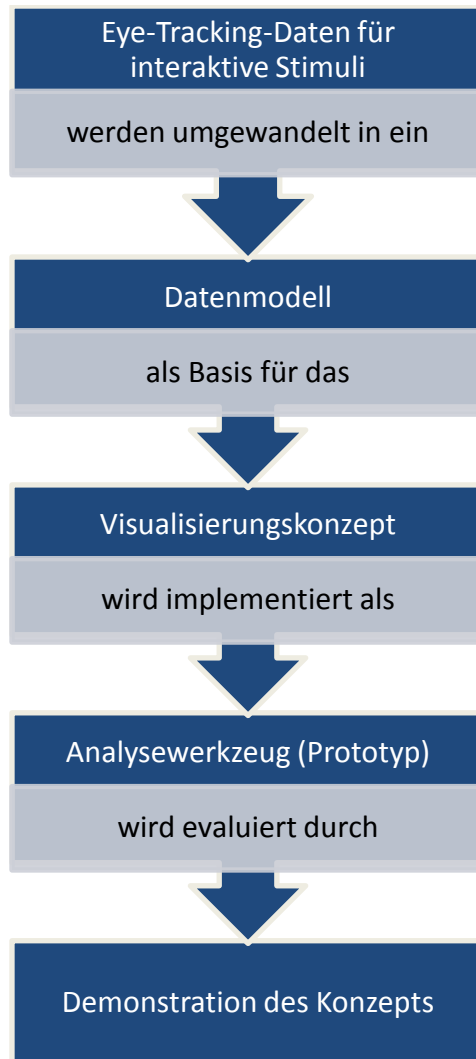 Eye-Tracking-Daten für
interaktive Stimuli
werden umgewandelt in ein
Datenmodell
als Basis für das
Visualisierungskonzept
wird implementiert als
Analysewerkzeug (Prototyp)
wird evaluiert durch
Demonstration des Konzepts